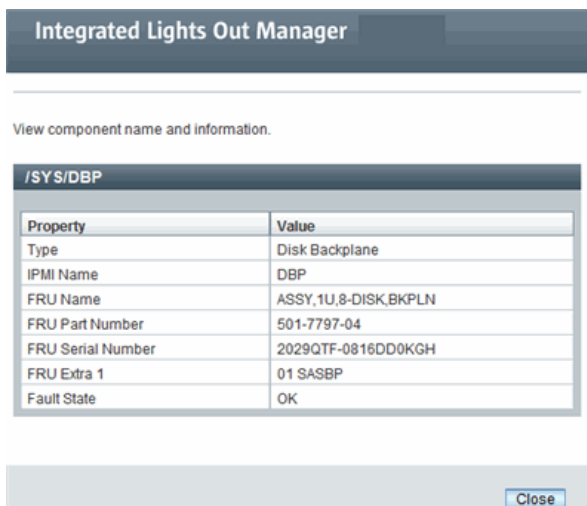 Integrated Lights Out Manager
View component name and information.
/SYS/DBP
Property Value
Type Disk Backplane
IPMI Name DBP
FRU Name ASSY,1U,8-DISK,BKPLN
FRU Part Number 501-7797-04
FRU Serial Number 2029QTF-0816DD0KGH
FRU Extra 1 01 SASBP
Fault State OK
Close